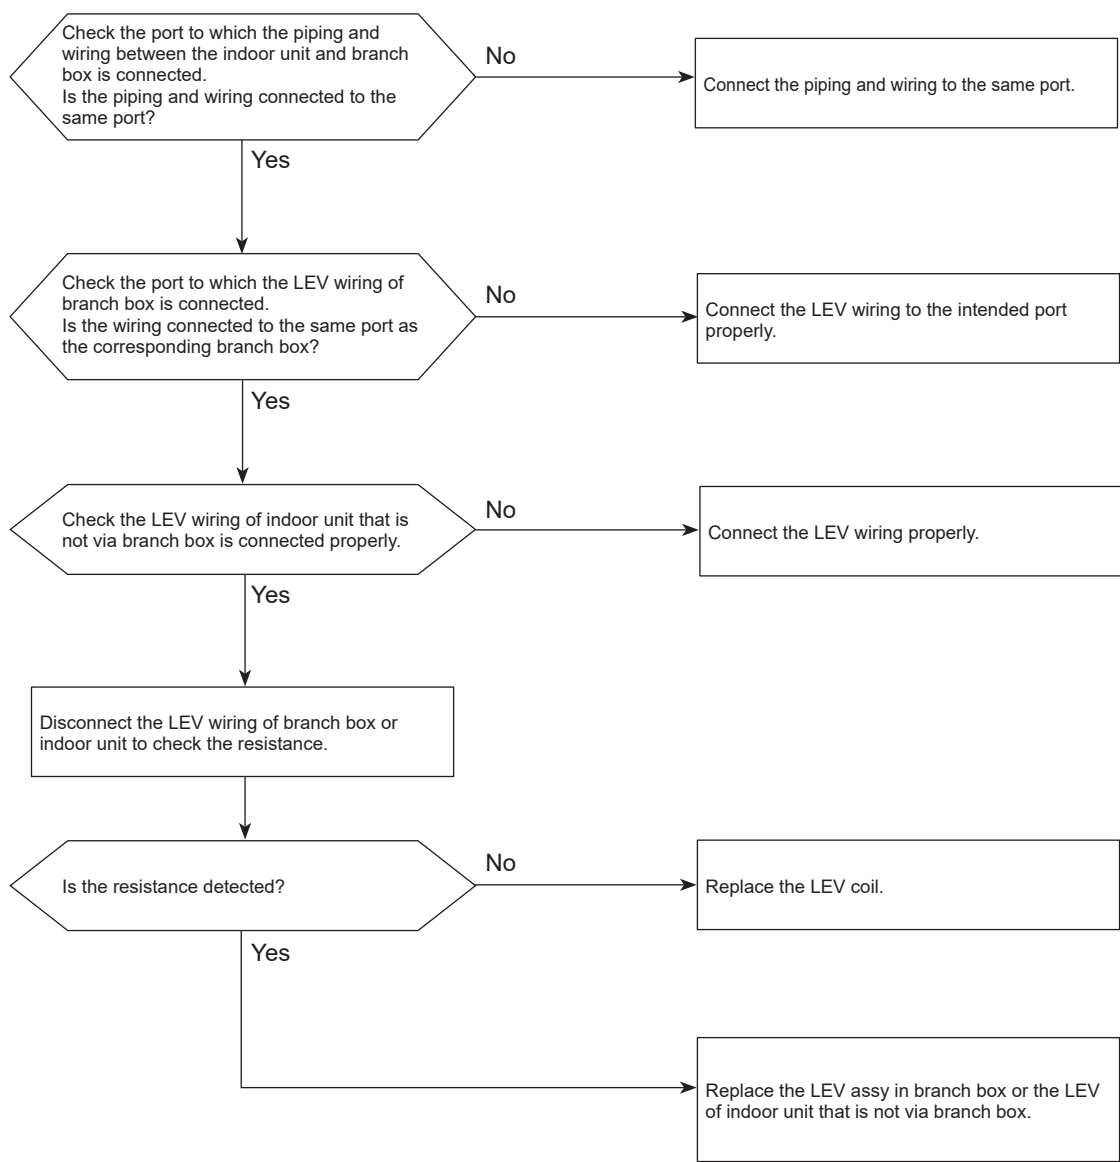 Check the port to which the piping and
wiring between the indoor unit and branch
box is connected.
Is the piping and wiring connected to the
same port?
No
Connect the piping and wiring to the same port.
Yes
Check the port to which the LEV wiring of
branch box is connected.
Is the wiring connected to the same port as
the corresponding branch box?
No
Connect the LEV wiring to the intended port
properly.
Yes
Check the LEV wiring of indoor unit that is
not via branch box is connected properly.
No
Connect the LEV wiring properly.
Yes
Disconnect the LEV wiring of branch box or
indoor unit to check the resistance.
Is the resistance detected?
No
Replace the LEV coil.
Yes
Replace the LEV assy in branch box or the LEV
of indoor unit that is not via branch box.